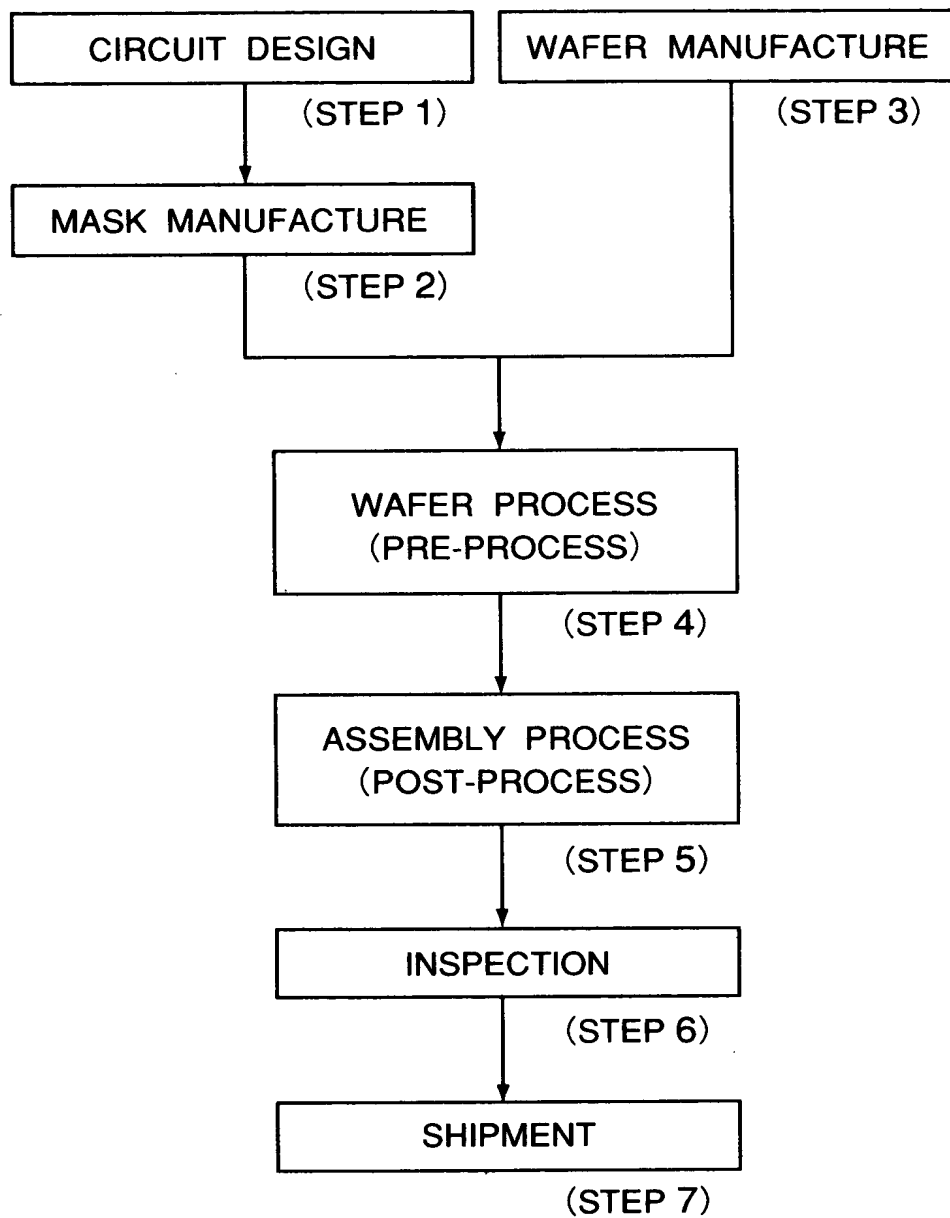 CIRCUIT DESIGN
(STEP 1)
WAFER MANUFACTURE
(STEP 3)
MASK MANUFACTURE
(STEP 2)
WAFER PROCESS
(PRE-PROCESS)
(STEP 4)
ASSEMBLY PROCESS
(POST-PROCESS)
(STEP 5)
INSPECTION
(STEP 6)
SHIPMENT
(STEP 7)